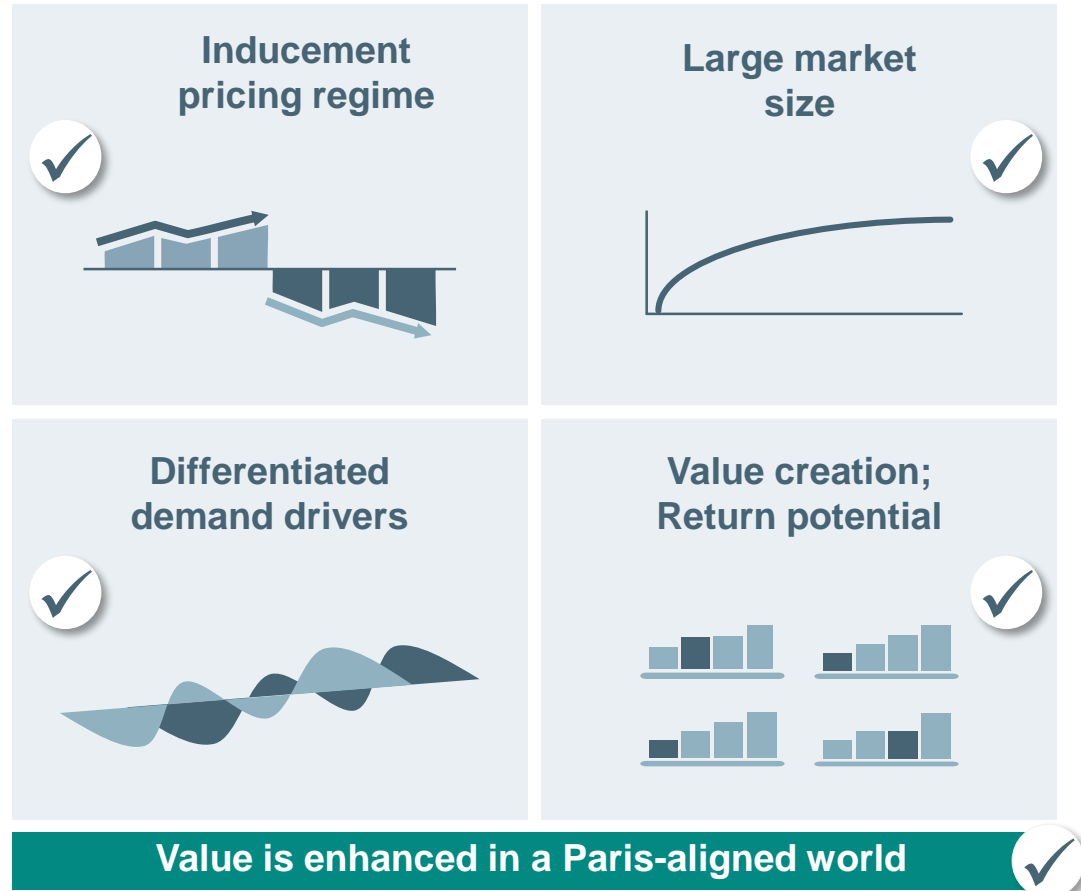 Inducement
pricing regime
Large market
size
Differentiated
demand drivers
Value creation;
Return potential
Value is enhanced in a Paris-aligned world